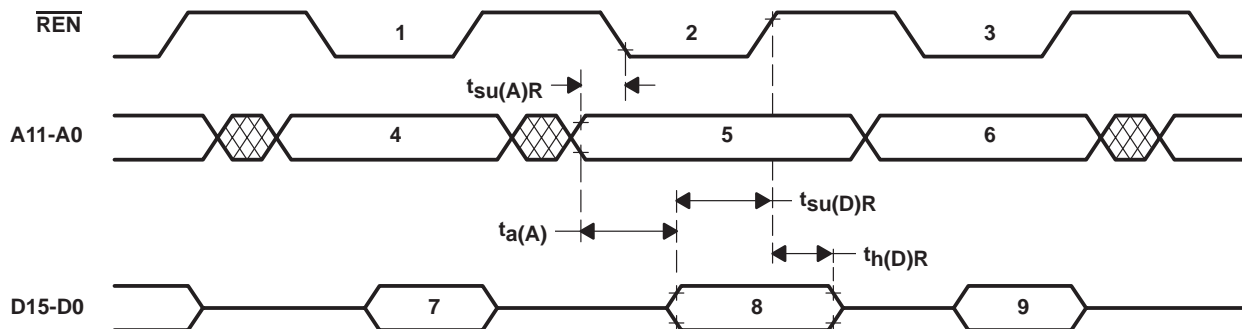 REN
1
2
3
tsu(A)R
A11-A0
4
5
6
tsu(D)R
ta(A)
th(D)R
D15-D0
7
8
9